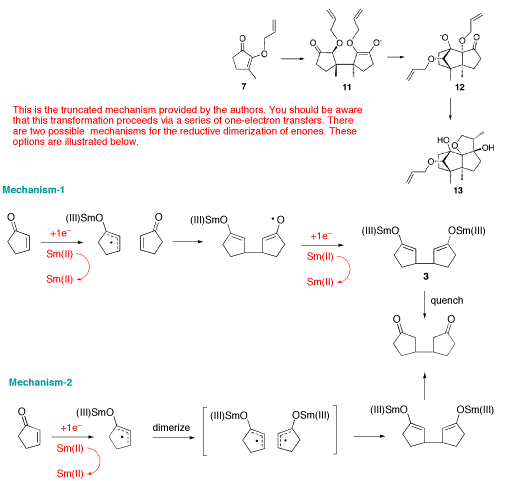 O
O
7
O
O
O
O-
11
O-
O
O
O
12
This is the truncated mechanism provided by the authors. You should be aware
that this transformation proceeds via a series of one-electron transfers. There
are two possible  mechanisms for the reductive dimerization of enones. These
options are illustrated below.
HO
O
OH
O
13
Mechanism-1
O
+1e-
Sm(II)
Sm(II)
(III)SmO
•
O
(III)SmO
•O
+1e-
Sm(II)
Sm(II)
(III)SmO
OSm(III)
3
quench
O
O
Mechanism-2
O
+1e-
Sm(II)
Sm(II)
(III)SmO
•
dimerize
(III)SmO
•
OSm(III)
•
(III)SmO
OSm(III)